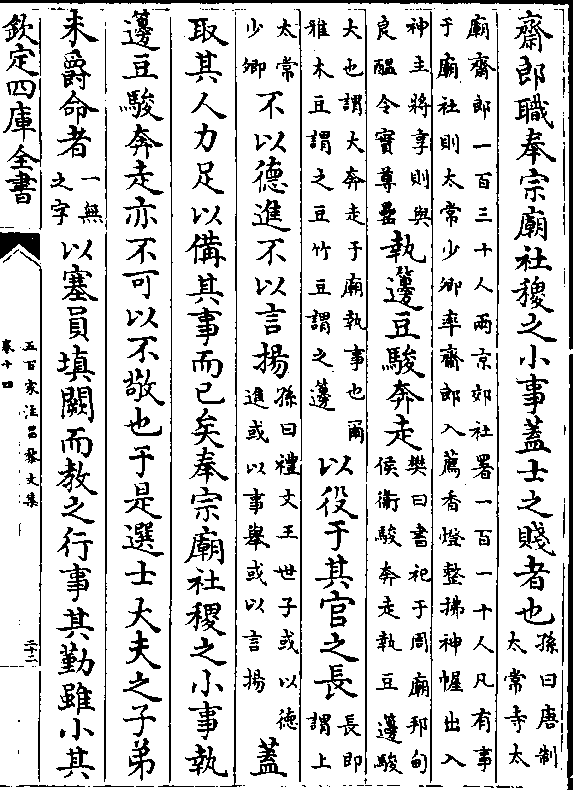 齋郎職奉宗廟社稷之小事蓋士之賤者也孫曰唐制太常寺太
廟齋郎一百三十人兩京郊社署一百一十人凡有事
于廟社則太常少卿率齋郎入薦香燈整拂神幄出入
神主將享則與良醖令實尊罍執籩豆駿奔走樊曰書祀于周廟邦甸侯衛駿奔走執豆籩駿
大也謂大奔走于廟執事也爾雅木豆謂之豆竹豆謂之籩以役于其官之長長即謂上
太常少卿不以德進不以言揚孫曰禮文王世子或以德進或以事舉或以言揚蓋
取其人力足以備其事而已矣奉宗廟社稷之小事執
籩豆駿奔走亦不可以不敬也于是選士大夫之子弟
未爵命者一無之字以塞員填闕而教之行事其勤雖小其
欽定四庫全書
五百家注昌黎文集
卷十四
二十二